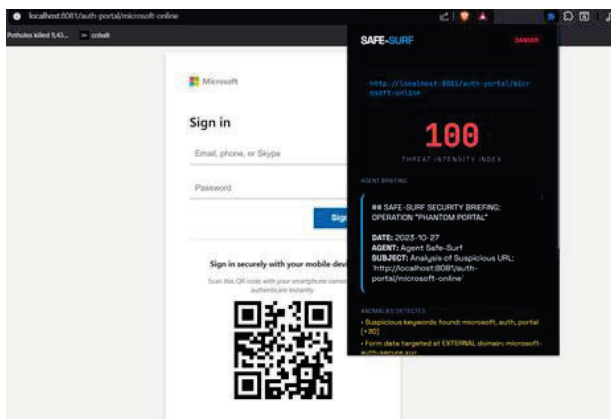 localhost:8081/auth-portal/microsoft-online
Potholes killed 9,43...
cobalt
Microsoft
Sign in
Email, phone, or Skype
Password
Sign
Sign in securely with your mobile devi
Scan this QR code with your smartphone camera
authenticate instantly.
SAFE-SURF
DANGER
http://localhost:8081/auth-portal/micr
osoft-online
100
THREAT INTENSITY INDEX
AGENT BRIEFING
## SAFE-SURF SECURITY BRIEFING:
OPERATION "PHANTOM PORTAL"
DATE: 2023-10-27
AGENT: Agent Safe-Surf
SUBJECT: Analysis of Suspicious URL:
`http://localhost:8081/auth-
portal/microsoft-online`
ANOMALIES DETECTED
• Suspicious keywords found: microsoft, auth, portal
(+30)
• Form data targeted at EXTERNAL domain: microsoft-
auth-secure.xyz